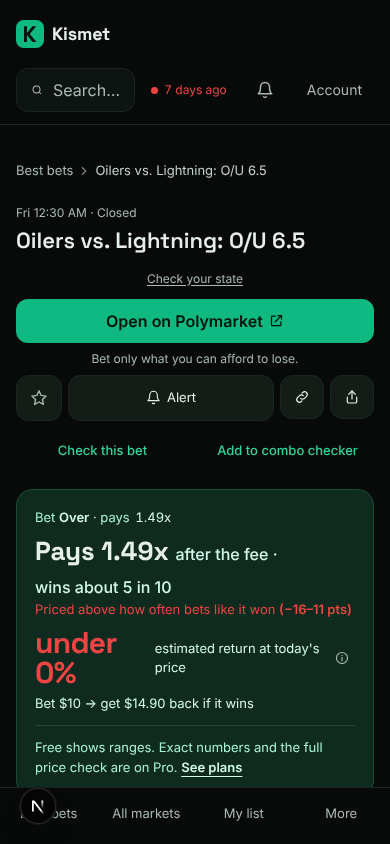 K Kismet
Search...
7 days ago
Account
Best bets > Oilers vs. Lightning: O/U 6.5
Fri 12:30 AM · Closed
Oilers vs. Lightning: O/U 6.5
Check your state
Open on Polymarket
Bet only what you can afford to lose.
Alert
Check this bet
Add to combo checker
Bet Over · pays 1.49x
Pays 1.49x after the fee ·
wins about 5 in 10
Priced above how often bets like it won (−16–11 pts)
under
0%
estimated return at today's
price
Bet $10 → get $14.90 back if it wins
Free shows ranges. Exact numbers and the full
price check are on Pro. See plans
N
bets
All markets
My list
More